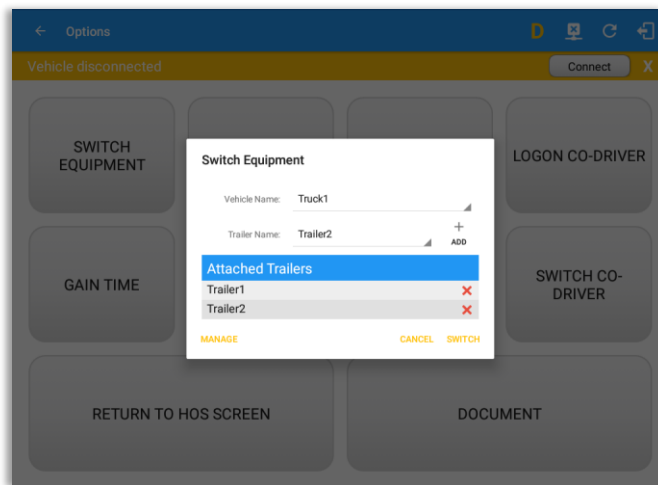 Options
D
Vehicle disconnected
Connect
X
SWITCH
EQUIPMENT
LOGON CO-DRIVER
Switch Equipment
Vehicle Name:
Truck1
Trailer Name:
Trailer2
+
ADD
Attached Trailers
Trailer1
Trailer2
MANAGE
CANCEL
SWITCH
GAIN TIME
SWITCH CO-
DRIVER
RETURN TO HOS SCREEN
DOCUMENT